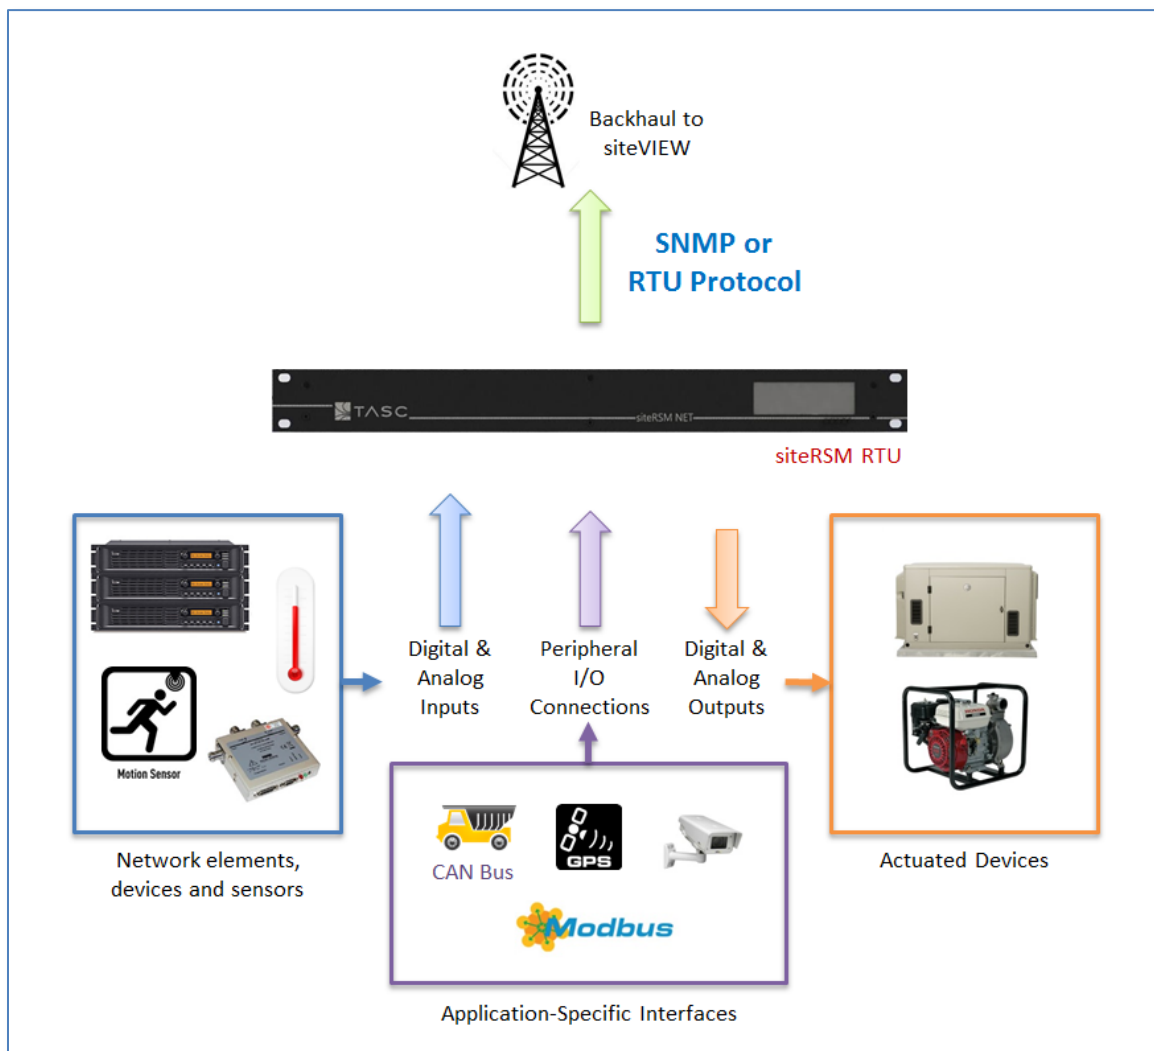 Backhaul to
siteVIEW
SNMP or
RTU Protocol
TASC
siteRSM NET
siteRSM RTU
Digital &
Analog
Inputs
Peripheral
I/O
Connections
Digital &
Analog
Outputs
Motion Sensor
Network elements,
devices and sensors
CAN Bus
GPS
Modbus
Application-Specific Interfaces
Actuated Devices